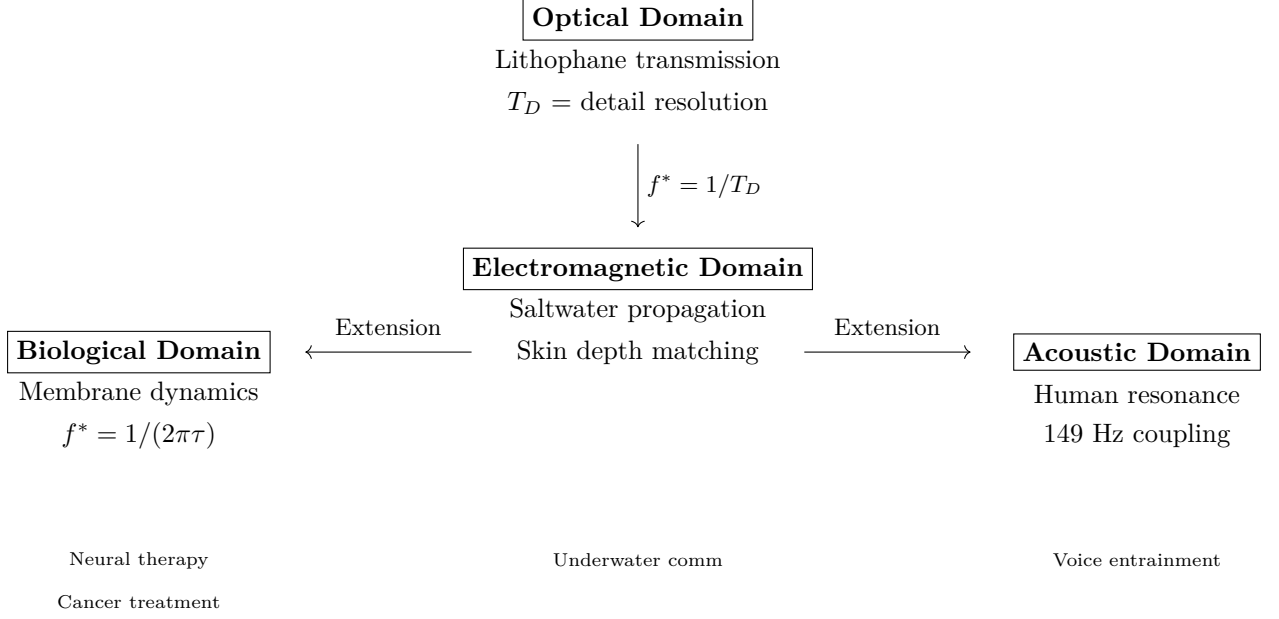 Optical Domain
Lithophane transmission
T_D = detail resolution
f* = 1/T_D
Electromagnetic Domain
Saltwater propagation
Skin depth matching
Extension
Extension
Biological Domain
Membrane dynamics
f* = 1/(2πτ)
Acoustic Domain
Human resonance
149 Hz coupling
Neural therapy
Cancer treatment
Underwater comm
Voice entrainment